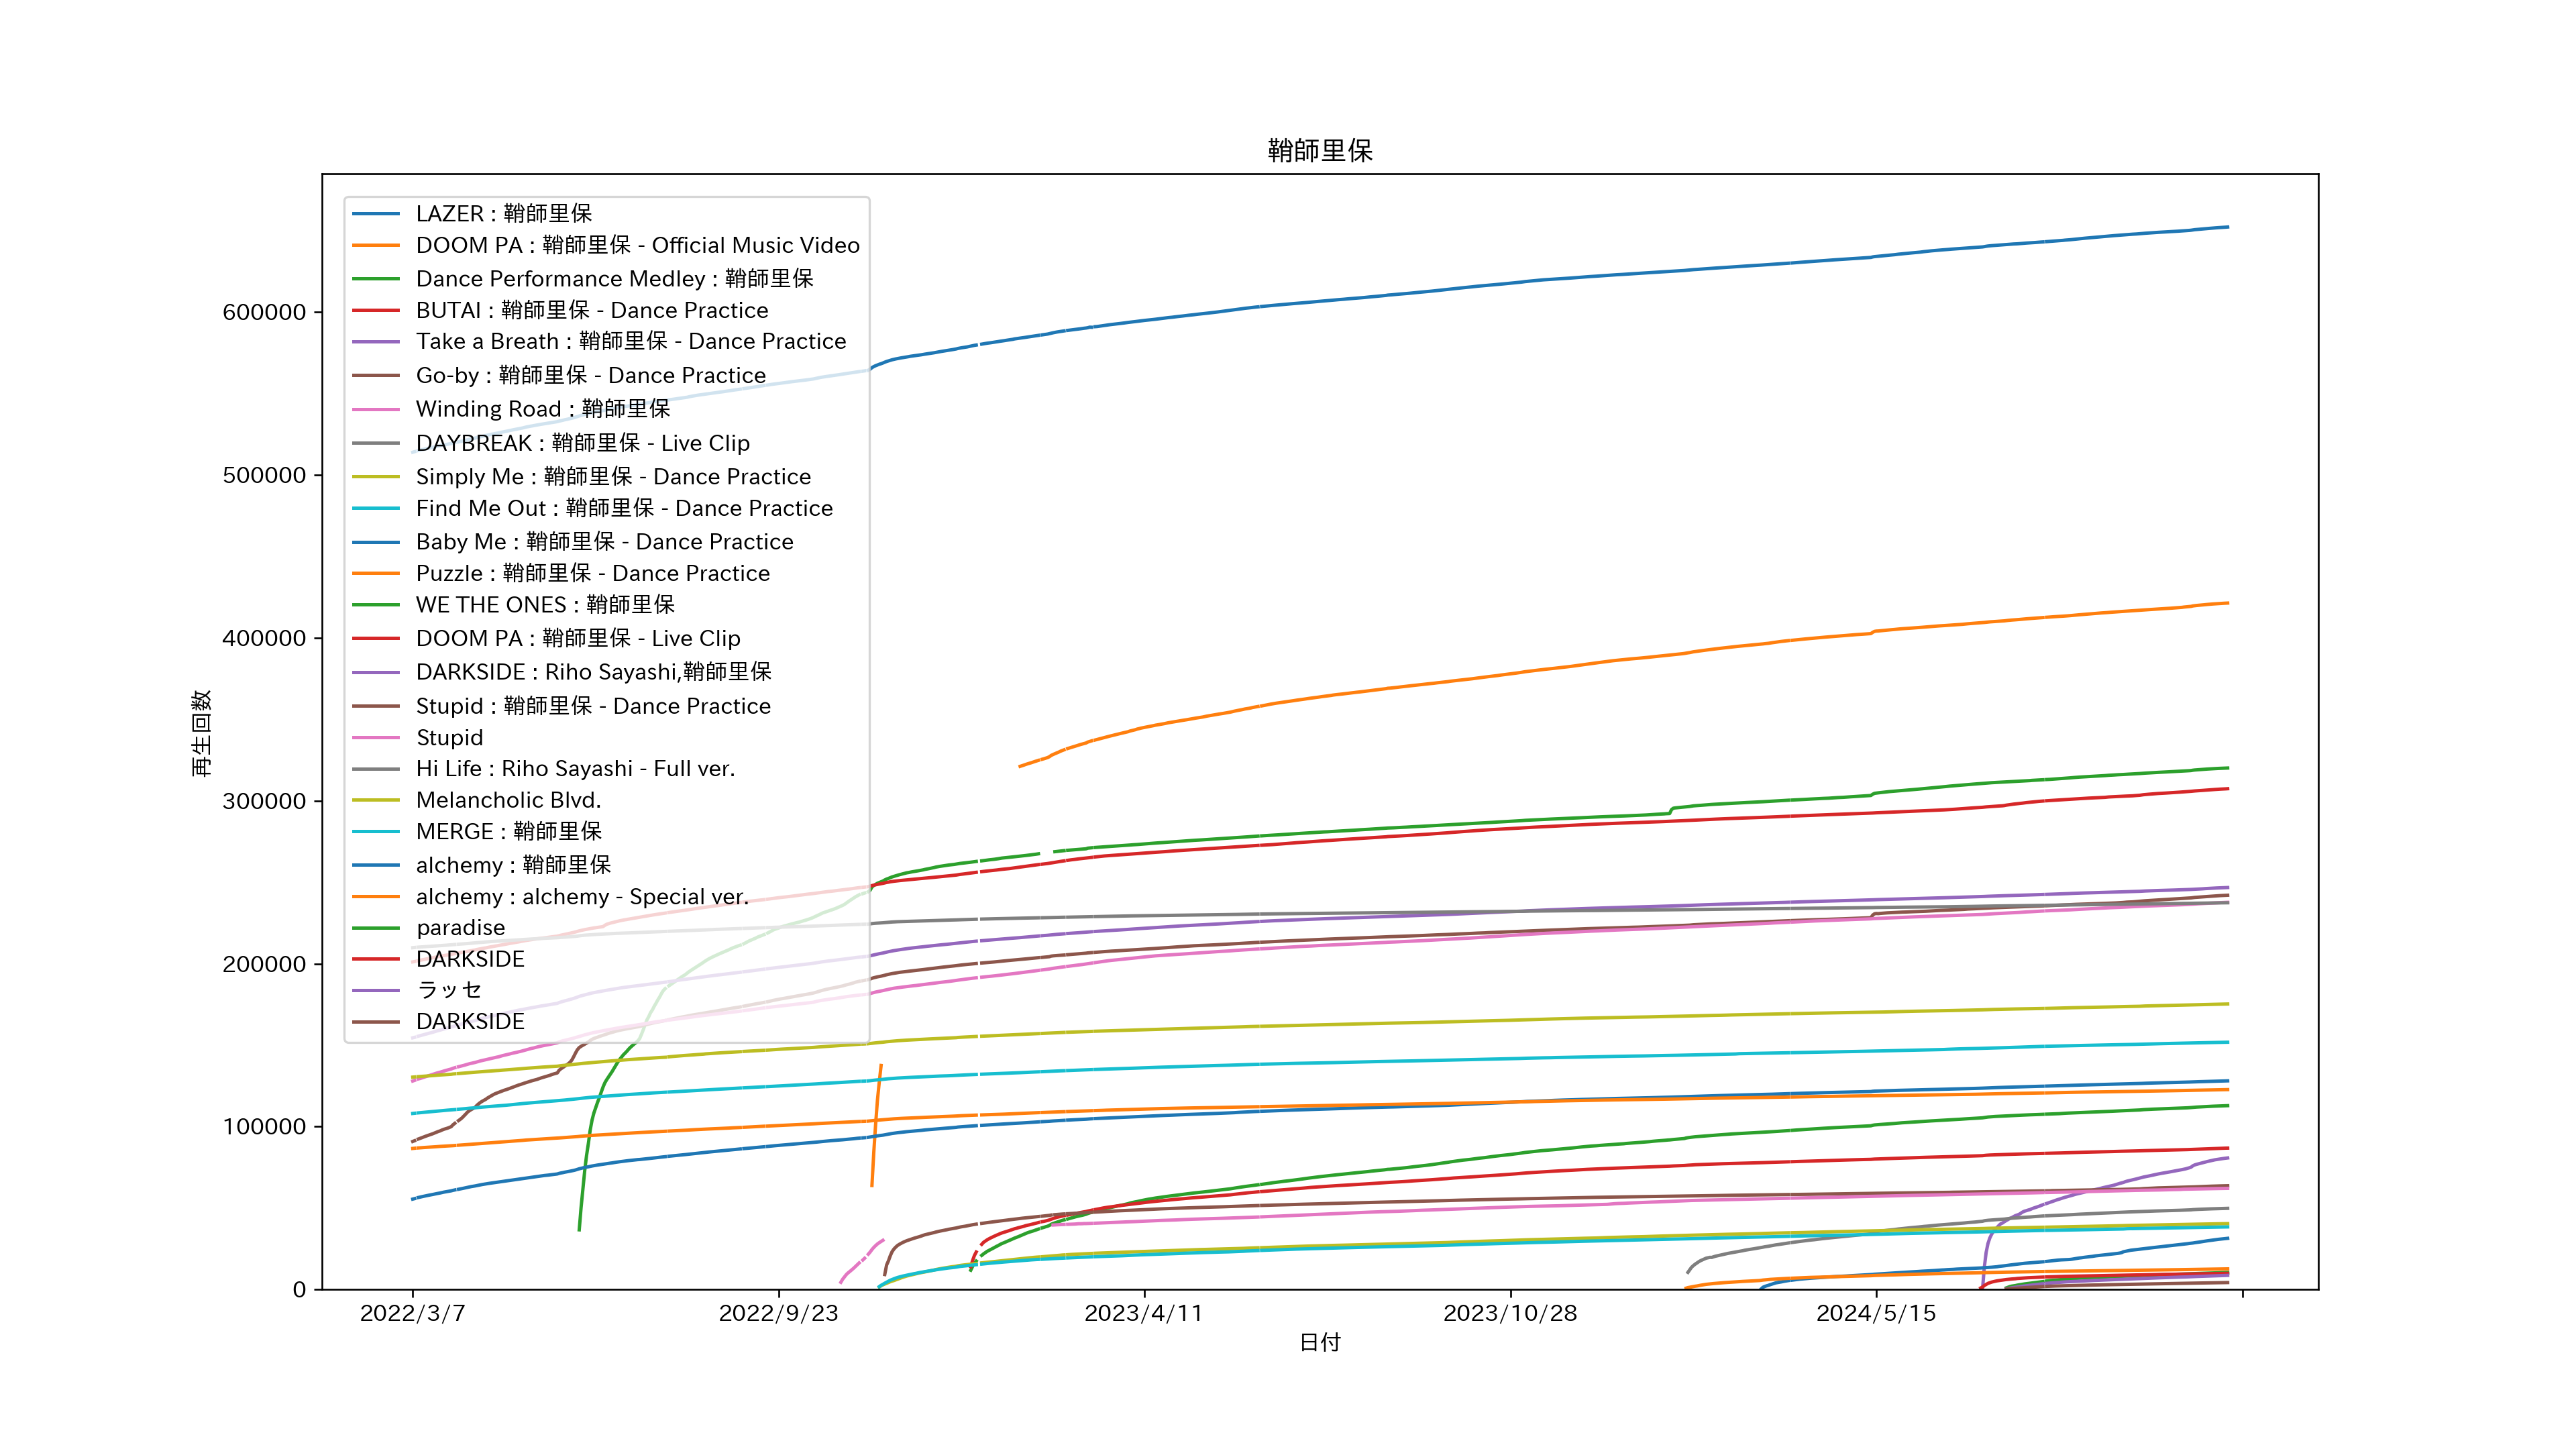 鞘師里保
LAZER : 鞘師里保
DOOM PA : 鞘師里保 - Official Music Video
Dance Performance Medley : 鞘師里保
BUTAI : 鞘師里保 - Dance Practice
Take a Breath : 鞘師里保 - Dance Practice
Go-by : 鞘師里保 - Dance Practice
Winding Road : 鞘師里保
DAYBREAK : 鞘師里保 - Live Clip
Simply Me : 鞘師里保 - Dance Practice
Find Me Out : 鞘師里保 - Dance Practice
Baby Me : 鞘師里保 - Dance Practice
Puzzle : 鞘師里保 - Dance Practice
WE THE ONES : 鞘師里保
DOOM PA : 鞘師里保 - Live Clip
DARKSIDE : Riho Sayashi,鞘師里保
Stupid : 鞘師里保 - Dance Practice
Stupid
Hi Life : Riho Sayashi - Full ver.
Melancholic Blvd.
MERGE : 鞘師里保
alchemy : 鞘師里保
alchemy : alchemy - Special ver.
paradise
DARKSIDE
ラッセ
DARKSIDE
600000
500000
400000
300000
200000
100000
0
再生回数
2022/3/7
2022/9/23
2023/4/11
2023/10/28
2024/5/15
日付